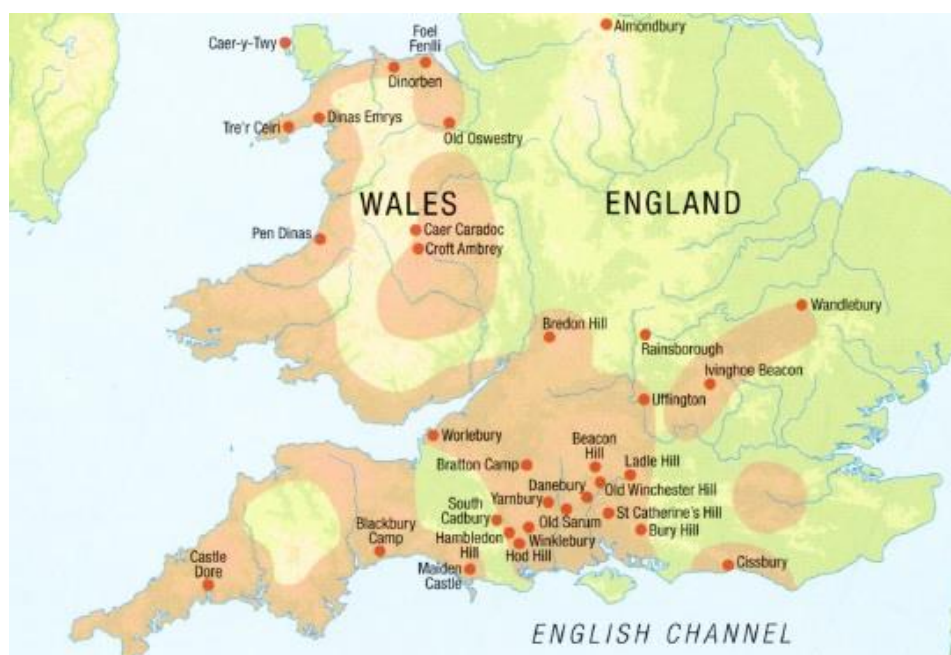 Almondbury
Caer-y-Twy
Foel
Fenlli
Dinorben
Tre'r Ceiri
Dinas Emrys
Old Oswestry
WALES
ENGLAND
Pen Dinas
Caer Caradoc
Croft Ambrey
Wandlebury
Bredon Hill
Rainsborough
Ivinghoe Beacon
Uffington
Worlebury
Beacon
Hill
Bratton Camp
Ladle Hill
Danebury
Old Winchester Hill
Yarnbury
South
Cadbury
Old Sarum
St Catherine's Hill
Blackbury
Camp
Hambledon
Hill
Winklebury
Bury Hill
Hod Hill
Castle
Dore
Maiden
Castle
Cissbury
ENGLISH CHANNEL